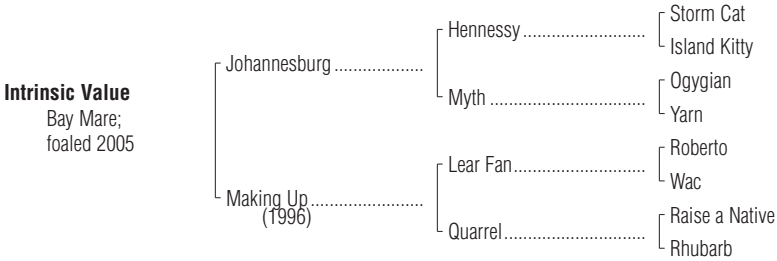 Intrinsic Value
Bay Mare;
foaled 2005
Johannesburg ....................
Making Up .........................
(1996)
Hennessy ...........................
Myth ..................................
Lear Fan .............................
Quarrel ...............................
Storm Cat
Island Kitty
Ogygian
Yarn
Roberto
Wac
Raise a Native
Rhubarb